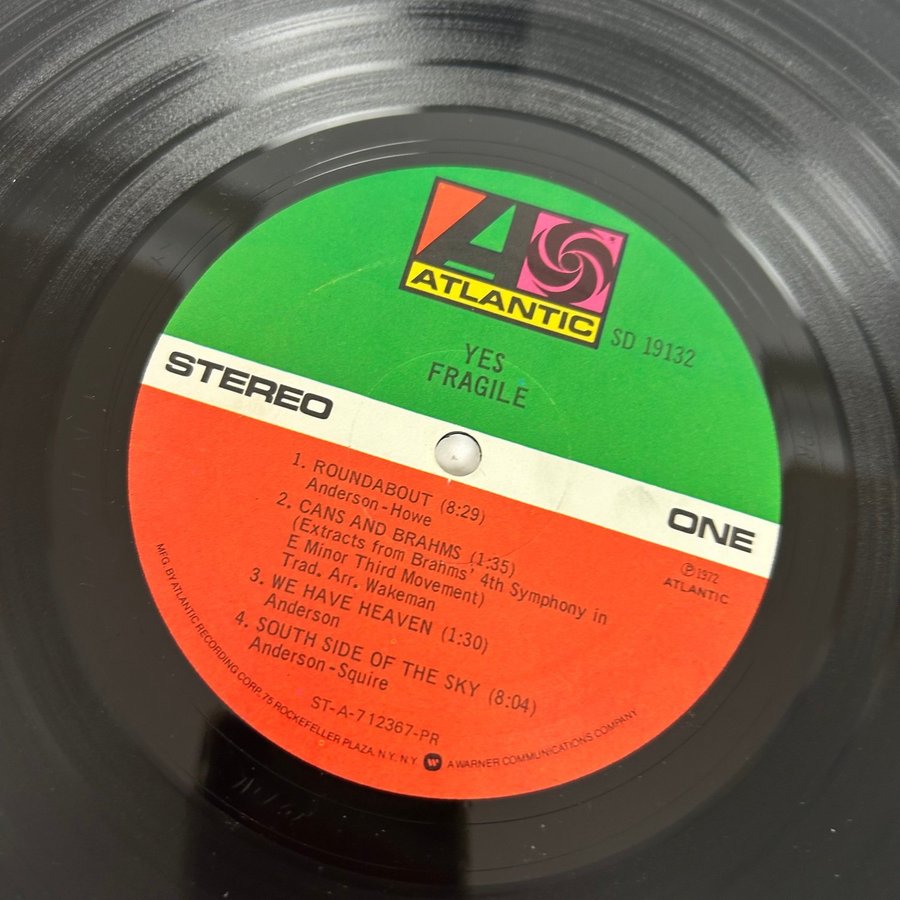 ATLANTIC
SD 19132
YES
FRAGILE
STEREO
ONE
1. ROUNDABOUT (8:29)
Anderson-Howe
2. CANS AND BRAHMS (1:35)
(Extracts from Brahms' 4th Symphony in
E Minor Third Movement)
Trad. Arr. Wakeman
3. WE HAVE HEAVEN (1:30)
Anderson
4. SOUTH SIDE OF THE SKY (8:04)
Anderson-Squire
ST-A-712367-PR
℗ 1972
ATLANTIC
MFG. BY ATLANTIC RECORDING CORP. 75 ROCKEFELLER PLAZA, N.Y. N.Y. W A WARNER COMMUNICATIONS COMPANY